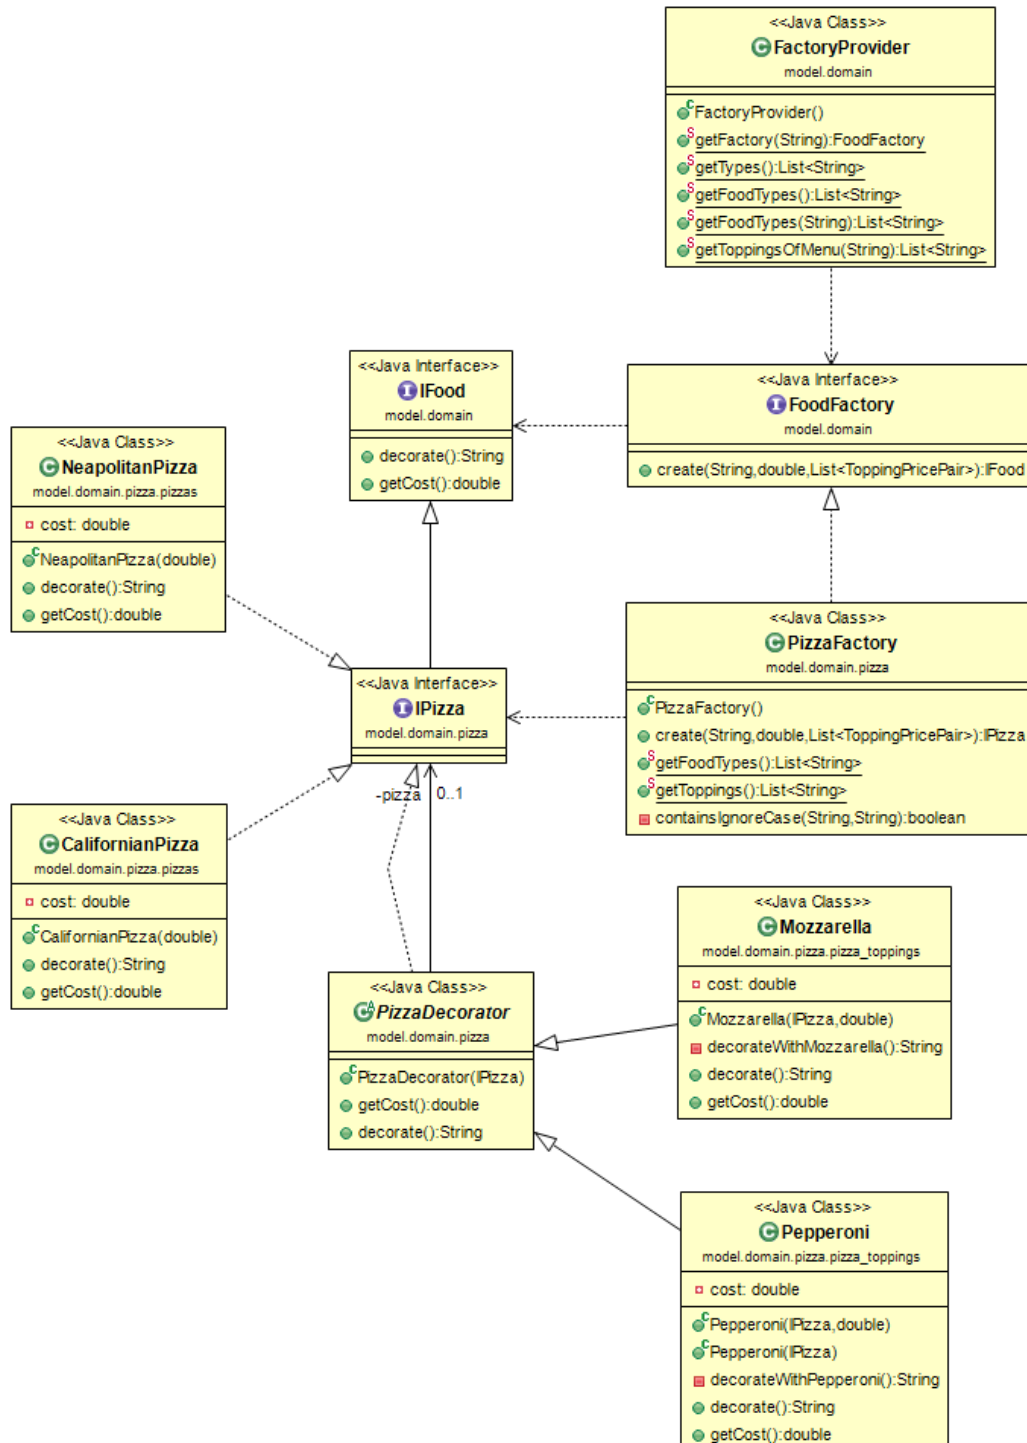 <<Java Class>>
FactoryProvider
model.domain
FactoryProvider()
getFactory(String):FoodFactory
getTypes():List<String>
getFoodTypes():List<String>
getFoodTypes(String):List<String>
getToppingsOfMenu(String):List<String>
<<Java Interface>>
IFood
model.domain
decorate():String
getCost():double
<<Java Interface>>
FoodFactory
model.domain
create(String,double,List<ToppingPricePair>):IFood
<<Java Class>>
NeapolitanPizza
model.domain.pizza.pizzas
cost: double
NeapolitanPizza(double)
decorate():String
getCost():double
<<Java Interface>>
IPizza
model.domain.pizza
-pizza 0..1
<<Java Class>>
PizzaFactory
model.domain.pizza
PizzaFactory()
create(String,double,List<ToppingPricePair>):IPizza
getFoodTypes():List<String>
getToppings():List<String>
containsIgnoreCase(String,String):boolean
<<Java Class>>
CalifornianPizza
model.domain.pizza.pizzas
cost: double
CalifornianPizza(double)
decorate():String
getCost():double
<<Java Class>>
PizzaDecorator
model.domain.pizza
PizzaDecorator(IPizza)
getCost():double
decorate():String
<<Java Class>>
Mozzarella
model.domain.pizza.pizza_toppings
cost: double
Mozzarella(IPizza,double)
decorateWithMozzarella():String
decorate():String
getCost():double
<<Java Class>>
Pepperoni
model.domain.pizza.pizza_toppings
cost: double
Pepperoni(IPizza,double)
Pepperoni(IPizza)
decorateWithPepperoni():String
decorate():String
getCost():double